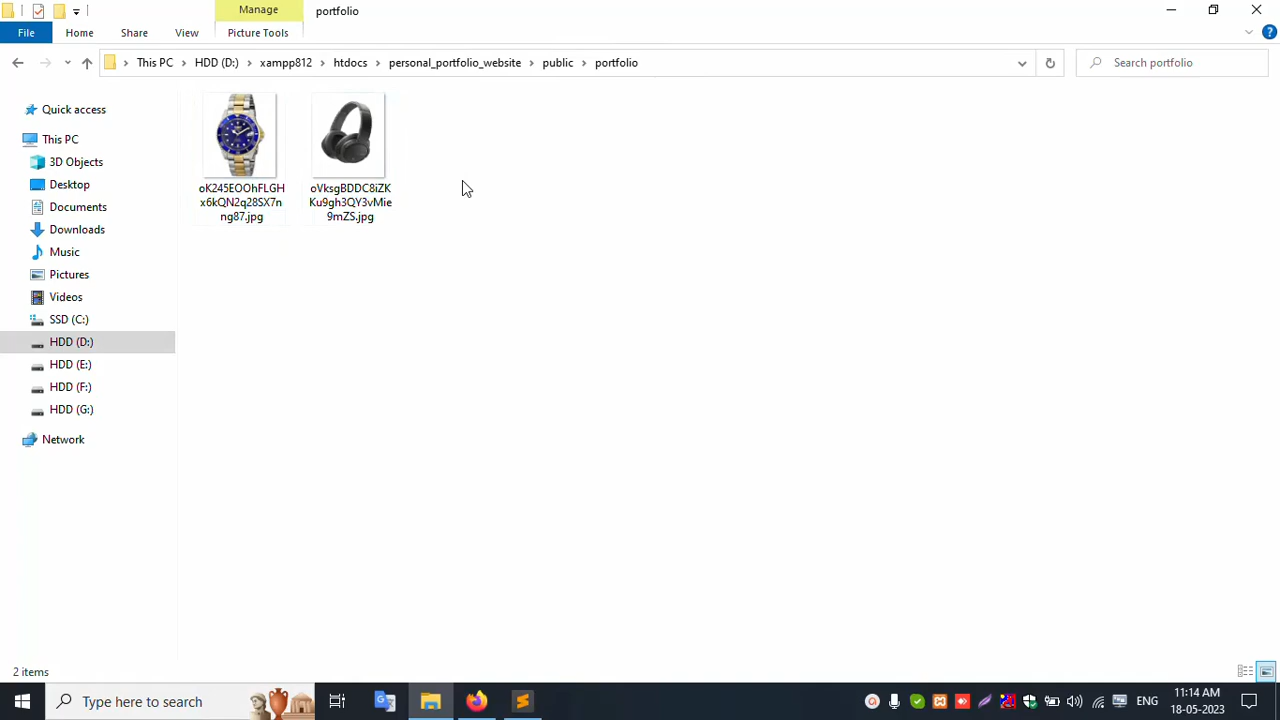 Manage
portfolio
File
Home
Share
View
Picture Tools
This PC
HDD (D:)
xampp812
htdocs
personal_portfolio_website
public
portfolio
Search portfolio
Quick access
This PC
3D Objects
Desktop
Documents
Downloads
Music
Pictures
Videos
SSD (C:)
HDD (D:)
HDD (E:)
HDD (F:)
HDD (G:)
Network
oK245EOOhFLGH
x6kQN2q28SX7n
ng87.jpg
oVksgBDDC8iZK
Ku9gh3QY3vMie
9mZS.jpg
2 items
Type here to search
ENG
11:14 AM
18-05-2023